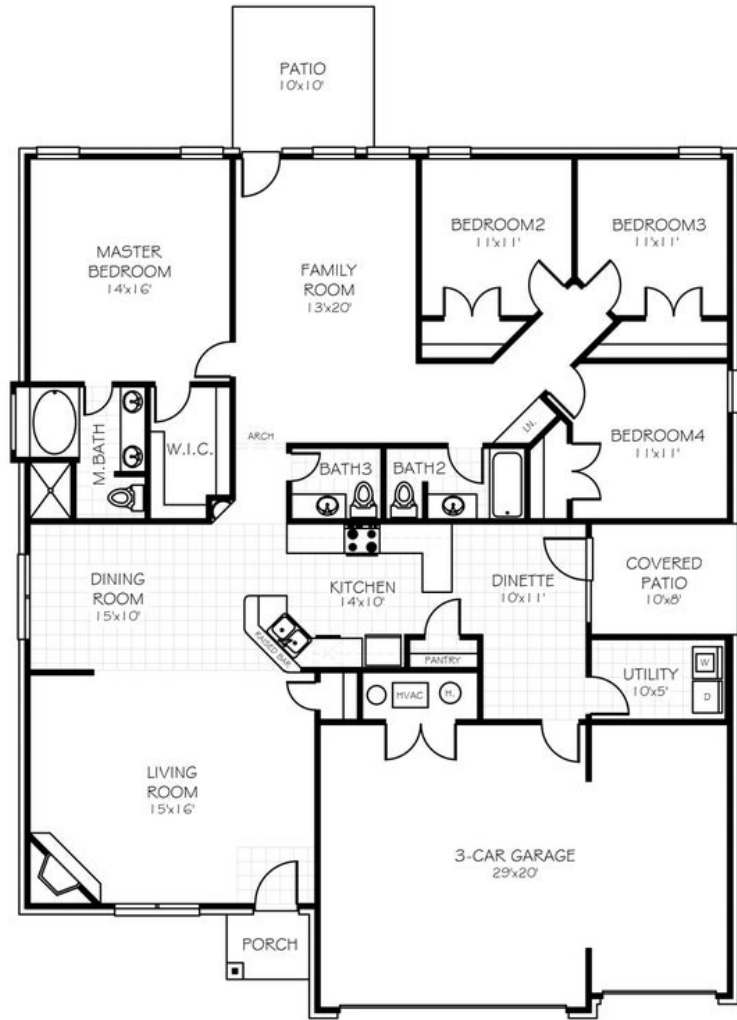 PATIO
10'x10'
MASTER
BEDROOM
14'x16'
FAMILY
ROOM
13'x20'
BEDROOM2
11'x11'
BEDROOM3
11'x11'
M.BATH
W.I.C.
ARCH
BATH3
BATH2
LN.
BEDROOM4
11'x11'
DINING
ROOM
15'x10'
KITCHEN
14'x10'
RAISED BAR
DINETTE
10'x11'
COVERED
PATIO
10'x8'
PANTRY
HVAC
H.
UTILITY
10'x5'
W
D
LIVING
ROOM
15'x16'
3-CAR GARAGE
29'x20'
PORCH